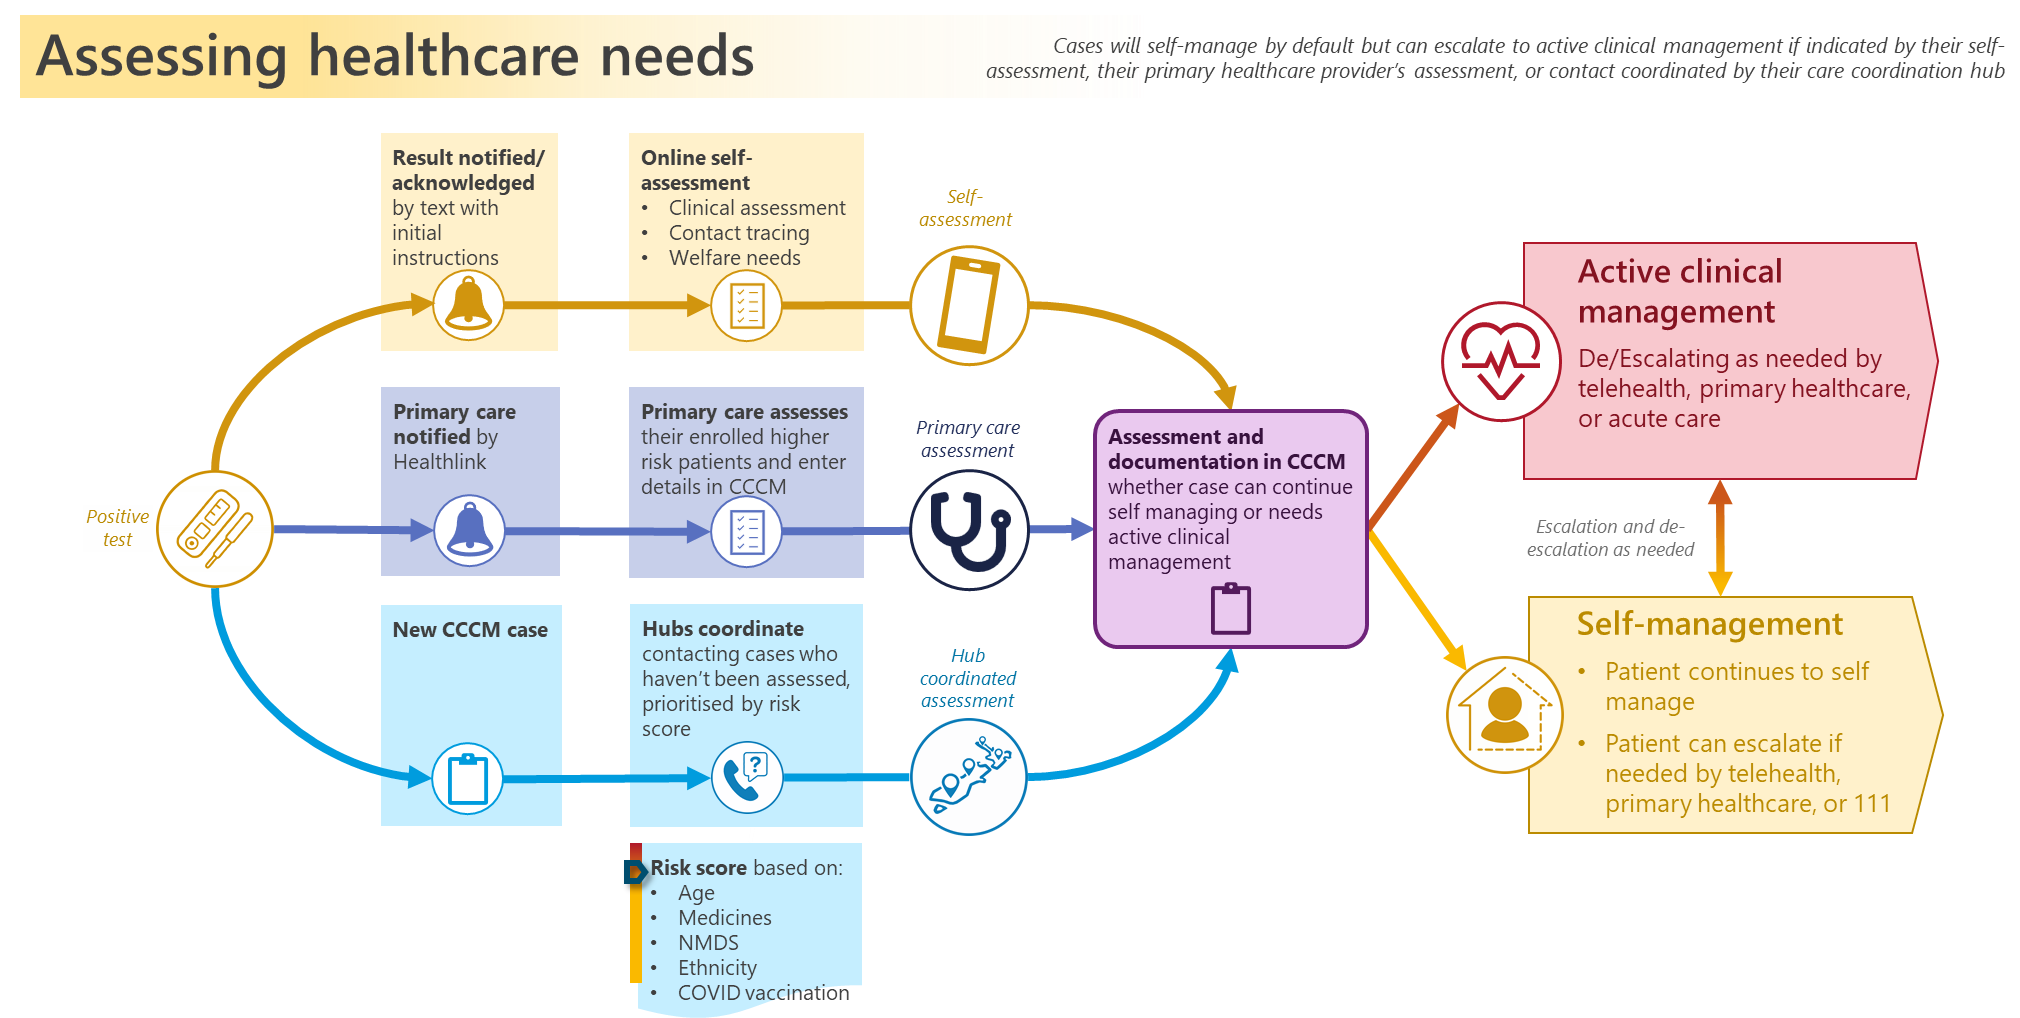 Assessing healthcare needs
Cases will self-manage by default but can escalate to active clinical management if indicated by their self-
assessment, their primary healthcare provider's assessment, or contact coordinated by their care coordination hub
Positive
test
Result notified/
acknowledged
by text with
initial
instructions
Online self-
assessment
• Clinical assessment
• Contact tracing
• Welfare needs
Self-
assessment
Primary care
notified by
Healthlink
Primary care assesses
their enrolled higher
risk patients and enter
details in CCCM
Primary care
assessment
New CCCM case
Hubs coordinate
contacting cases who
haven't been assessed,
prioritised by risk
score
?
Hub
coordinated
assessment
Risk score based on:
• Age
• Medicines
• NMDS
• Ethnicity
• COVID vaccination
Assessment and
documentation in CCCM
whether case can continue
self managing or needs
active clinical
management
Active clinical
management
De/Escalating as needed by
telehealth, primary healthcare,
or acute care
Escalation and de-
escalation as needed
Self-management
• Patient continues to self
manage
• Patient can escalate if
needed by telehealth,
primary healthcare, or 111